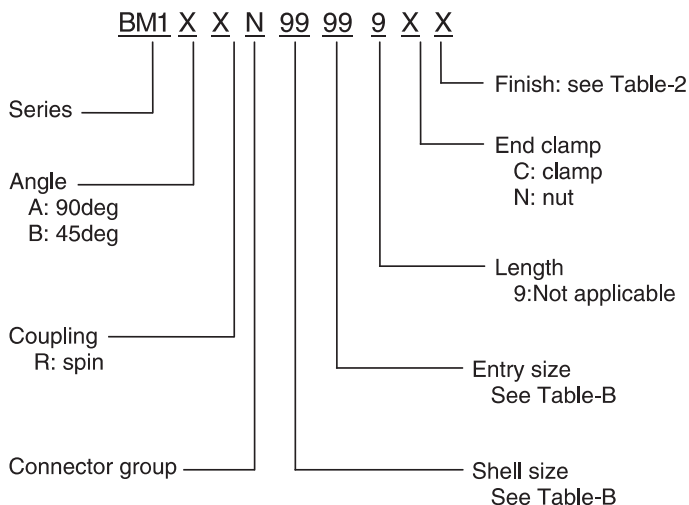 BM1 X X N 99 99 9 X X
Series
Angle
A: 90deg
B: 45deg
Coupling
R: spin
Connector group
Finish: see Table-2
End clamp
C: clamp
N: nut
Length
9:Not applicable
Entry size
See Table-B
Shell size
See Table-B